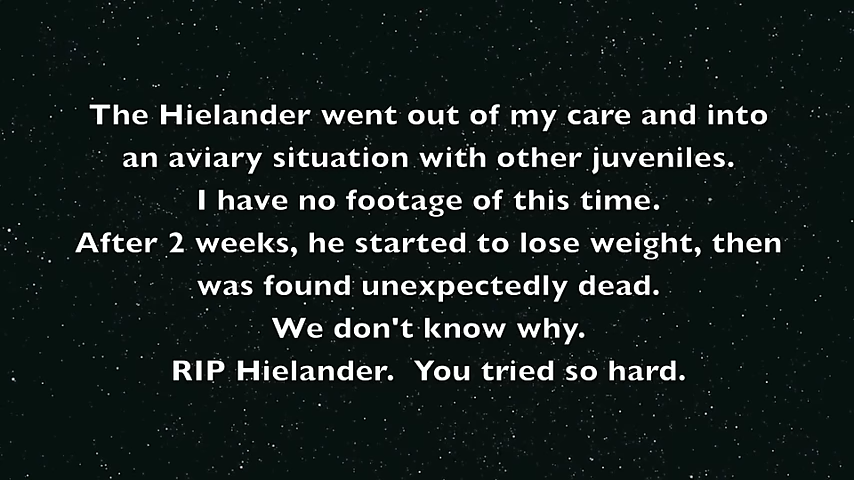 The Hielander went out of my care and into
an aviary situation with other juveniles.
I have no footage of this time.
After 2 weeks, he started to lose weight, then
was found unexpectedly dead.
We don't know why.
RIP Hielander.  You tried so hard.